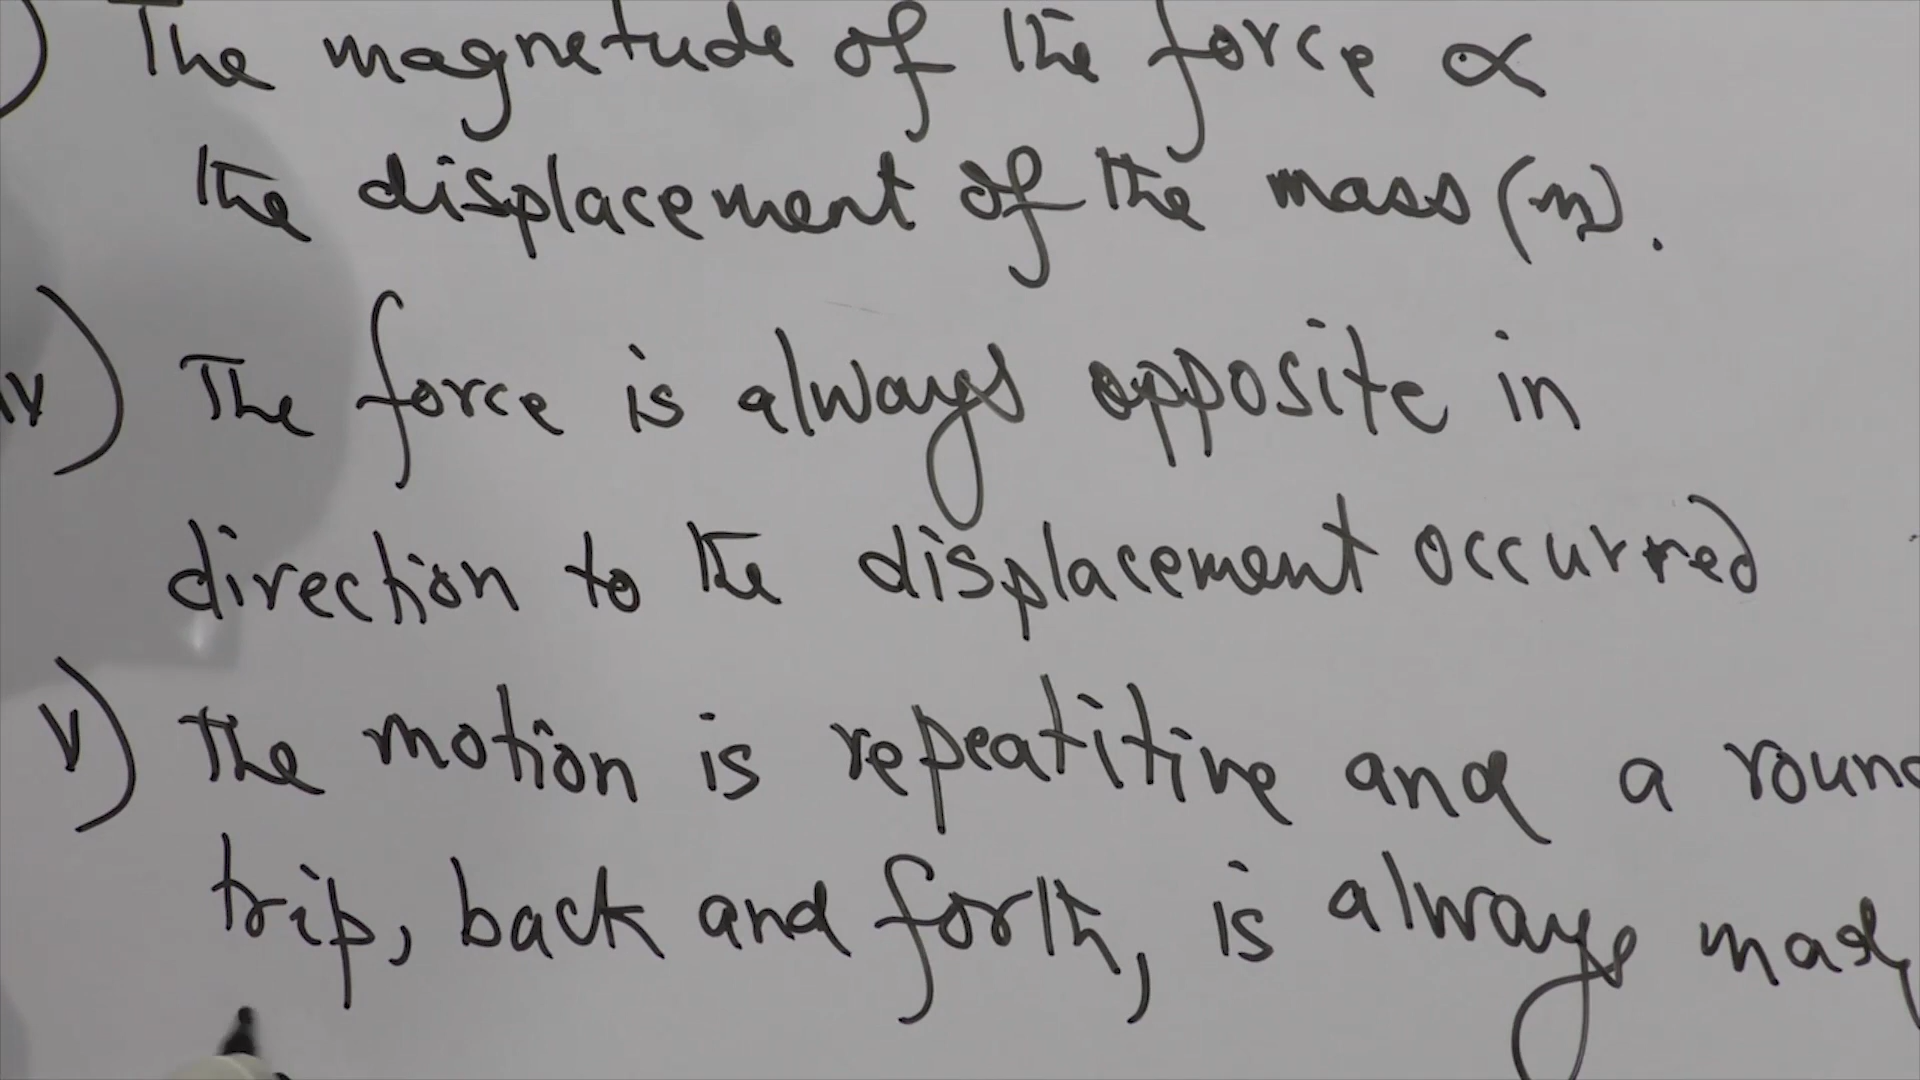 ) The magnetude of the force ∝
the displacement of the mass (m).
iv) The force is always opposite in
direction to the displacement occurred
v) The motion is repeatitive and a round
trip, back and forth, is always mad